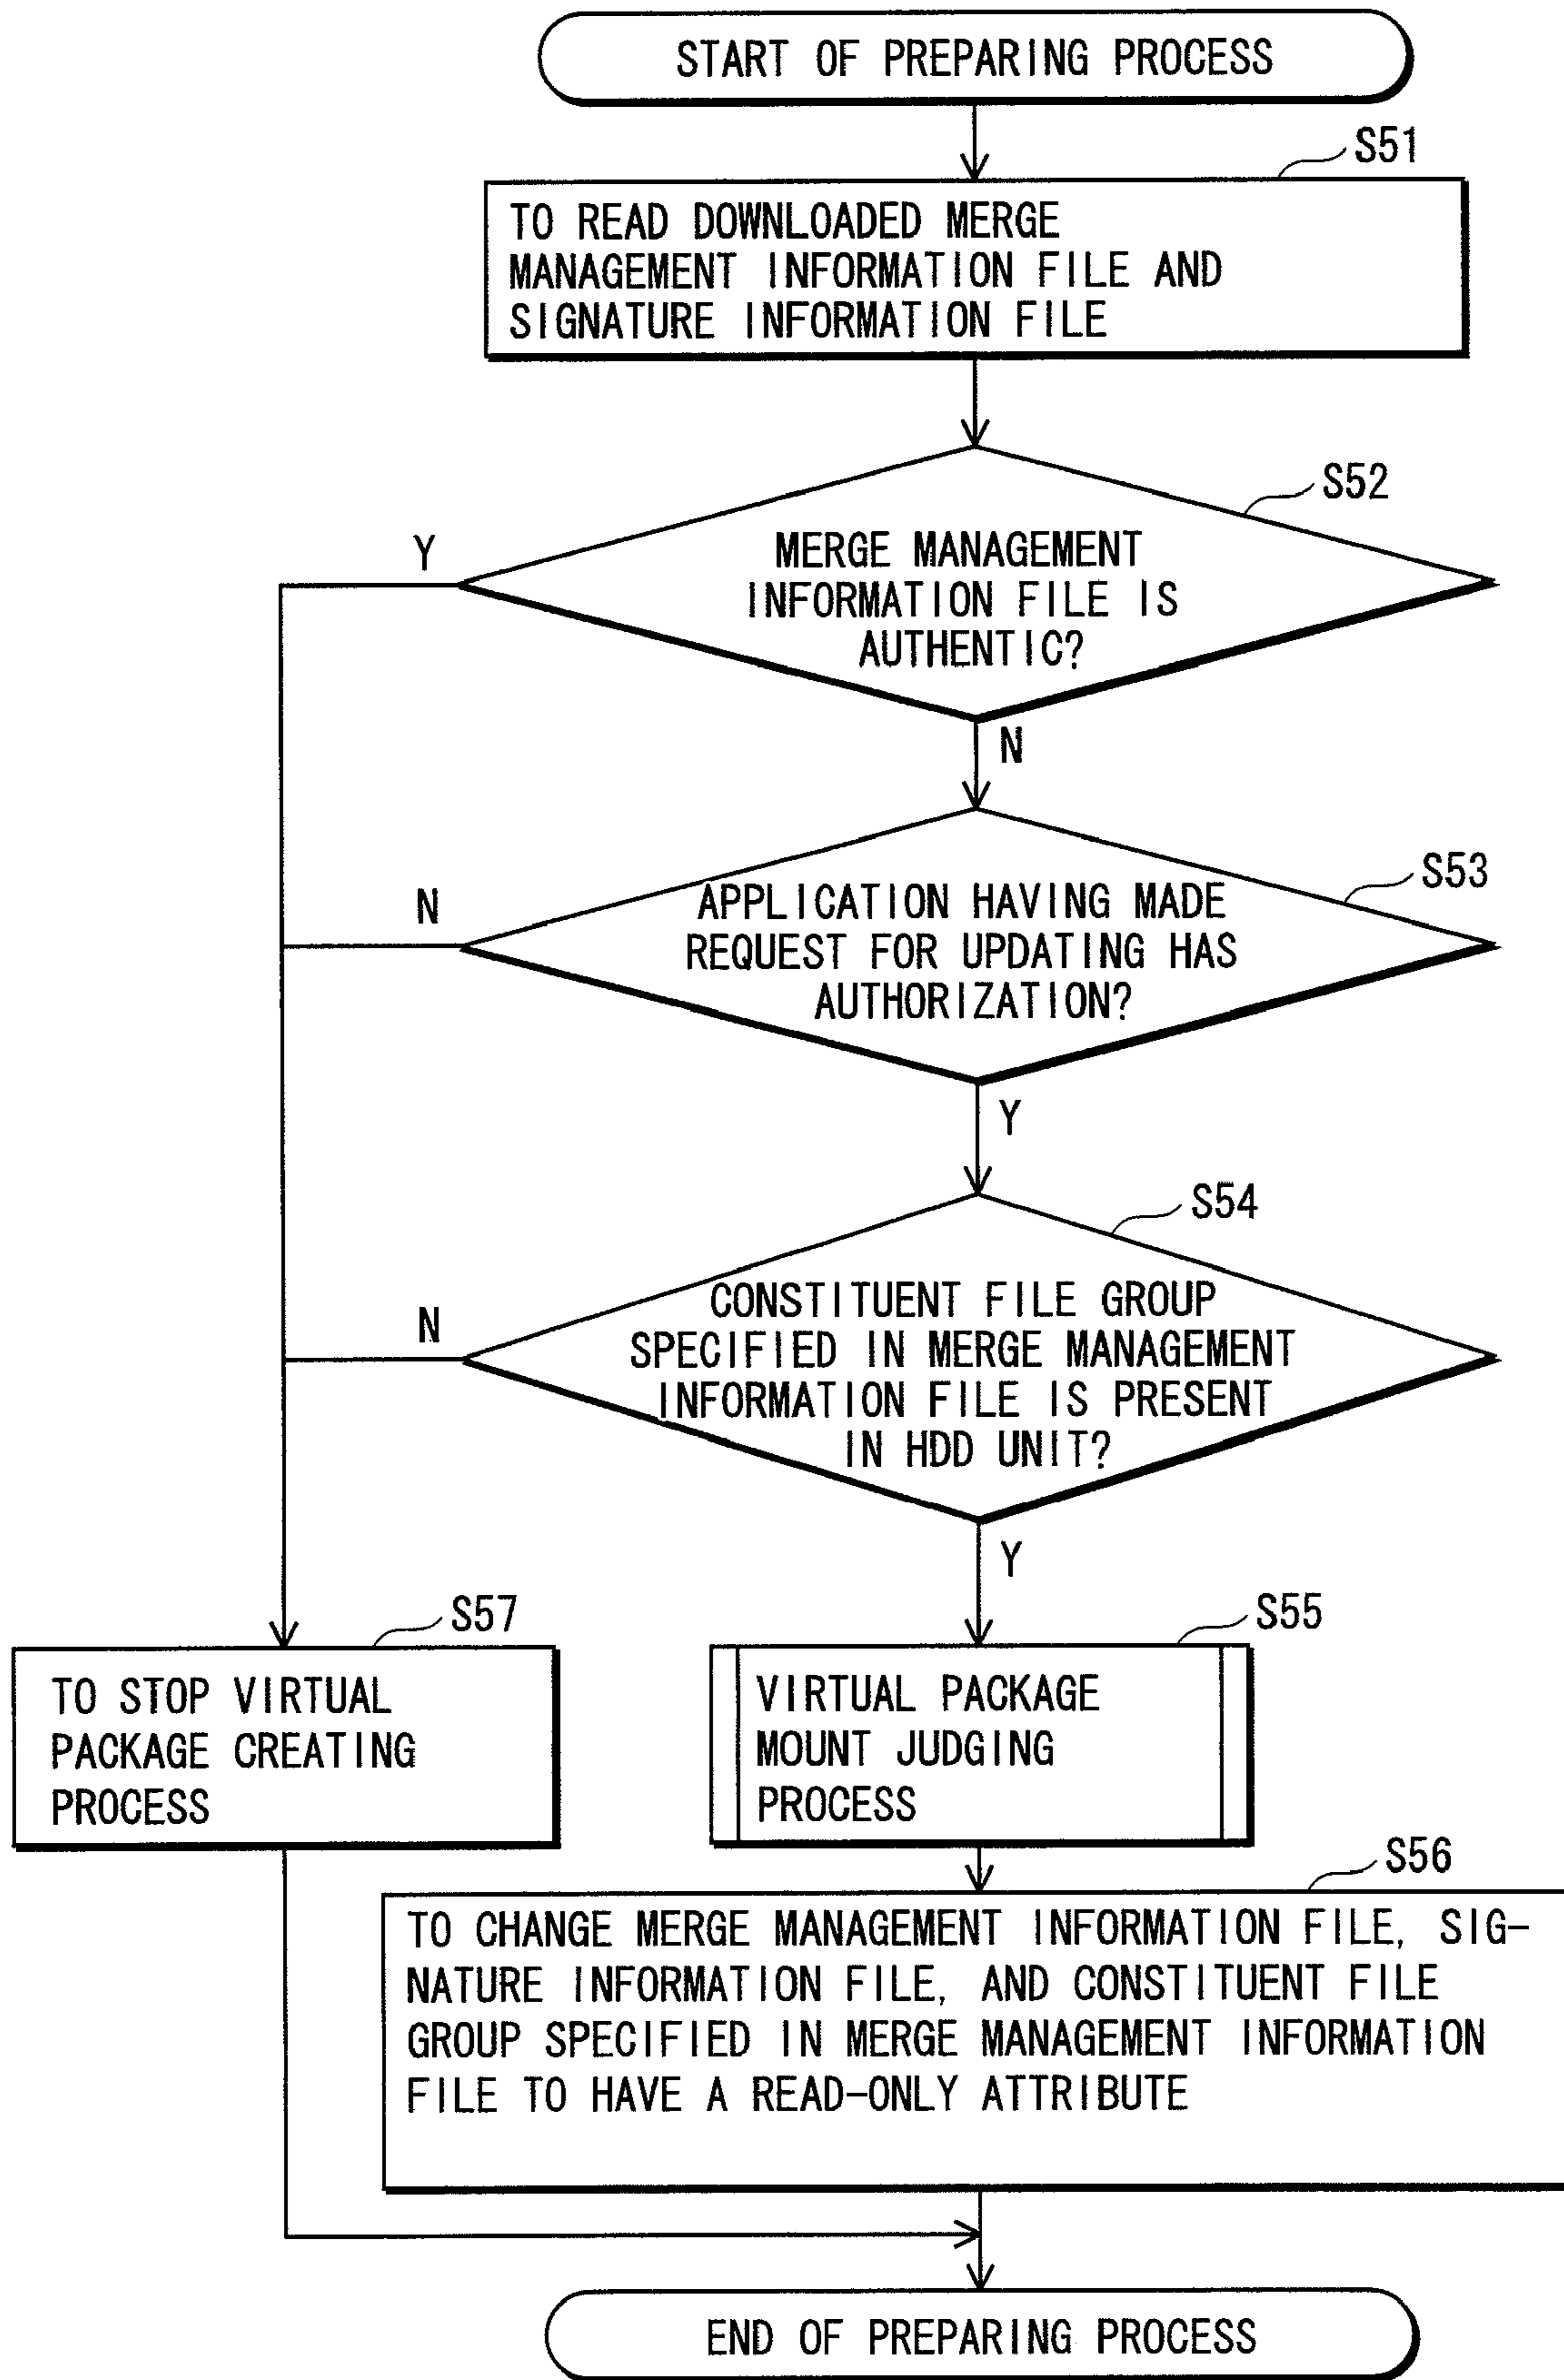 START OF PREPARING PROCESS
S51
TO READ DOWNLOADED MERGE
MANAGEMENT INFORMATION FILE AND
SIGNATURE INFORMATION FILE
S52
Y
MERGE MANAGEMENT
INFORMATION FILE IS
AUTHENTIC?
N
S53
N
APPLICATION HAVING MADE
REQUEST FOR UPDATING HAS
AUTHORIZATION?
Y
S54
N
CONSTITUENT FILE GROUP
SPECIFIED IN MERGE MANAGEMENT
INFORMATION FILE IS PRESENT
IN HDD UNIT?
Y
S57
TO STOP VIRTUAL
PACKAGE CREATING
PROCESS
S55
VIRTUAL PACKAGE
MOUNT JUDGING
PROCESS
S56
TO CHANGE MERGE MANAGEMENT INFORMATION FILE, SIG-
NATURE INFORMATION FILE, AND CONSTITUENT FILE
GROUP SPECIFIED IN MERGE MANAGEMENT INFORMATION
FILE TO HAVE A READ-ONLY ATTRIBUTE
END OF PREPARING PROCESS